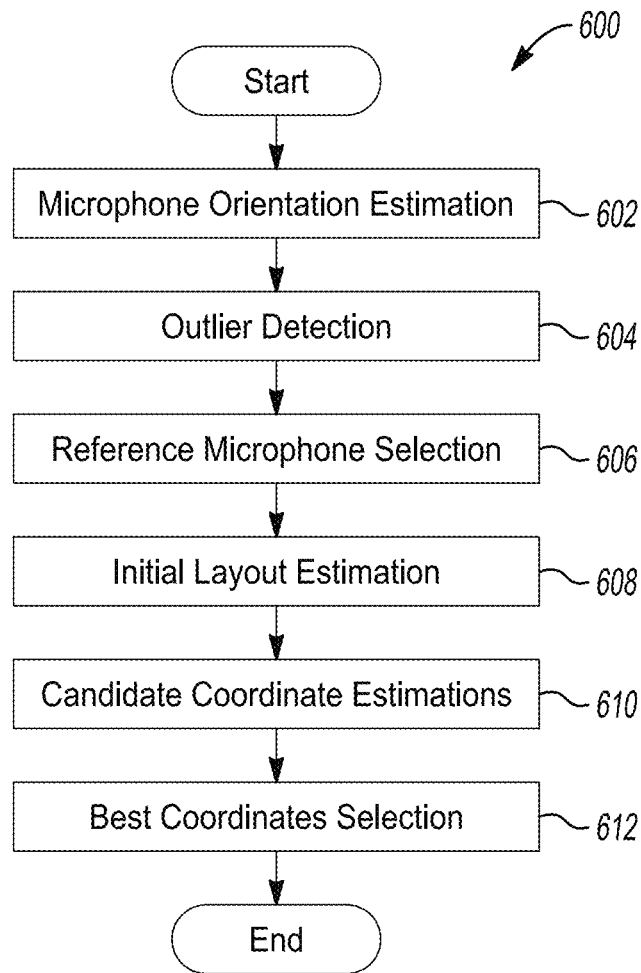 600
Start
Microphone Orientation Estimation
602
Outlier Detection
604
Reference Microphone Selection
606
Initial Layout Estimation
608
Candidate Coordinate Estimations
610
Best Coordinates Selection
612
End